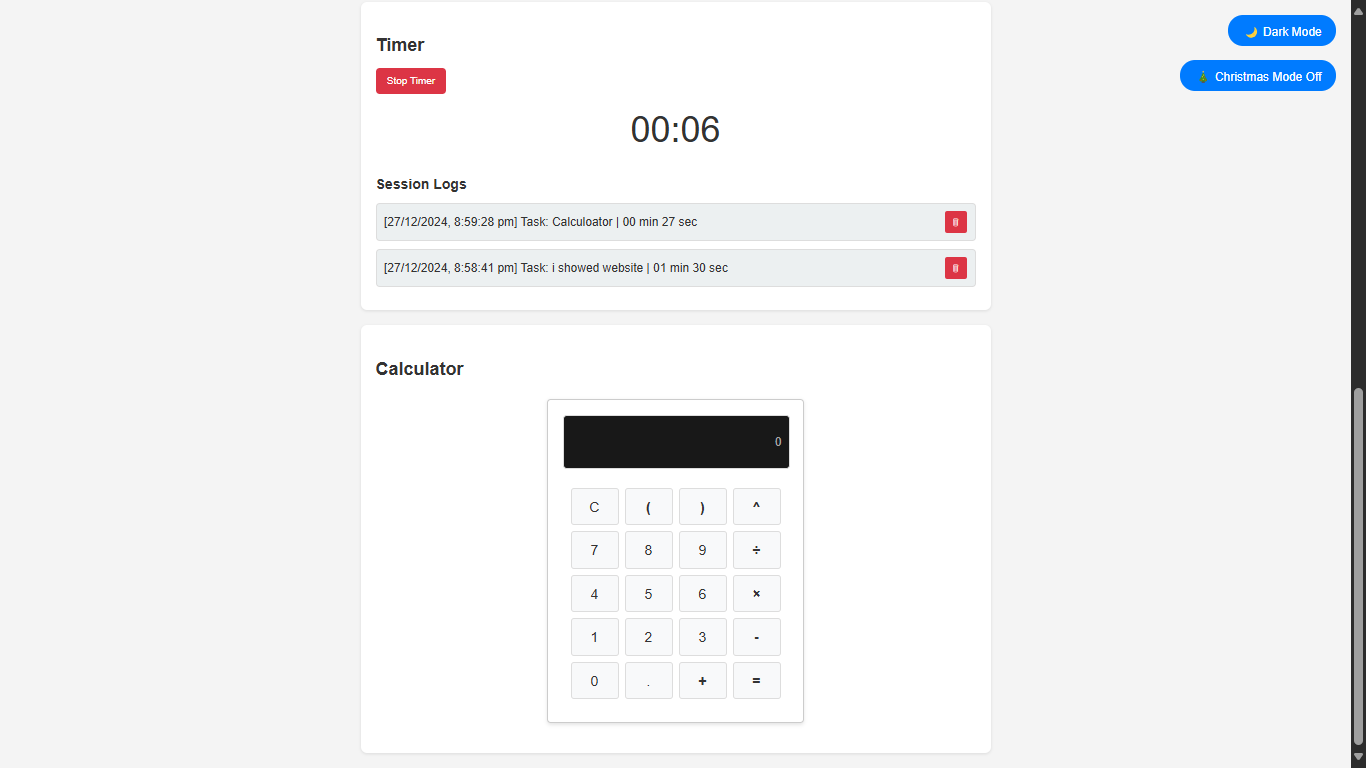 Timer
🌙 Dark Mode
Stop Timer
🎄 Christmas Mode Off
00:06
Session Logs
[27/12/2024, 8:59:28 pm] Task: Calculoator | 00 min 27 sec
[27/12/2024, 8:58:41 pm] Task: i showed website | 01 min 30 sec
Calculator
0
C ( ) ^
7 8 9 ÷
4 5 6 ×
1 2 3 -
0 . + =